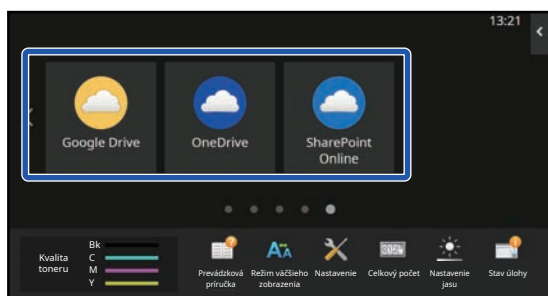 13:21
Google Drive
OneDrive
SharePoint
Online
Kvalita
toneru
Bk
C
M
Y
Prevádzková
príručka
Režim väčšieho
zobrazenia
Nastavenie
Celkový počet
Nastavenie
jasu
Stav úlohy